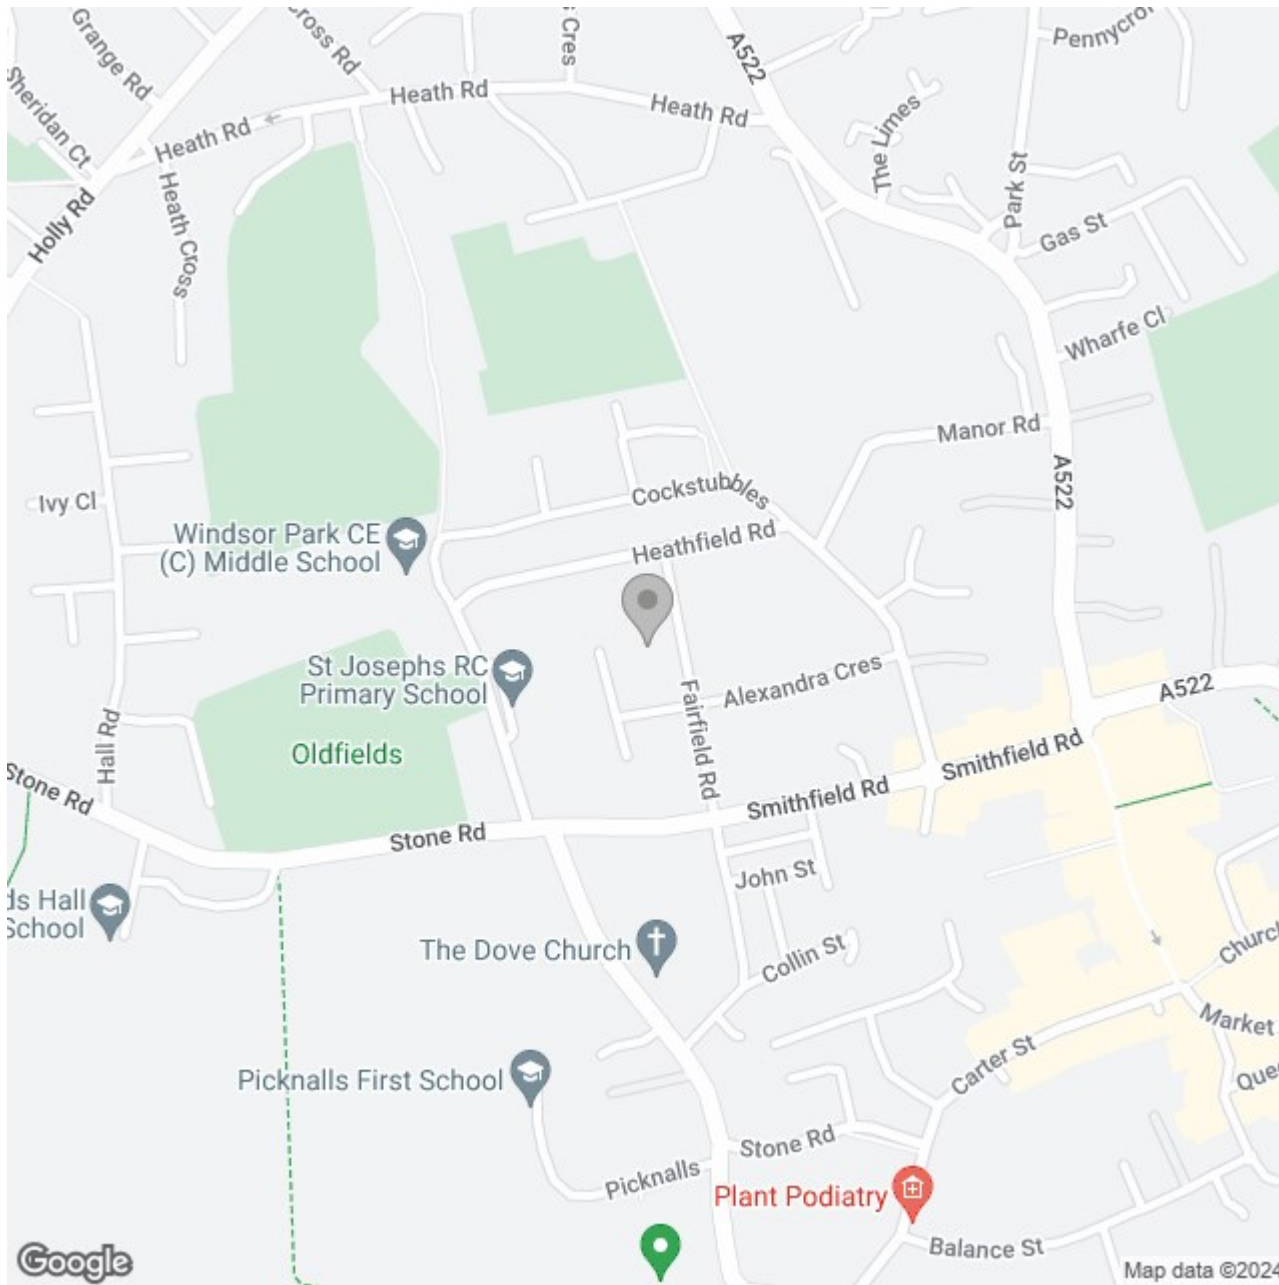 Grange Rd
Cross Rd
s Cres
A522
Pennycrof
Sheridan Ct
Heath Rd
Heath Rd
Heath Rd
The Limes
Park St
Holly Rd
Heath Cross
Gas St
Wharfe Cl
Manor Rd
A522
Ivy Cl
Cockstubbles
Windsor Park CE
(C) Middle School
Heathfield Rd
St Josephs RC
Primary School
Alexandra Cres
Fairfield Rd
A522
Hall Rd
Oldfields
Smithfield Rd
Stone Rd
Smithfield Rd
Stone Rd
John St
ds Hall
School
The Dove Church
Collin St
Church
Market
Carter St
Picknalls First School
Quee
Stone Rd
Picknalls
Plant Podiatry
Balance St
Google
Map data ©2024